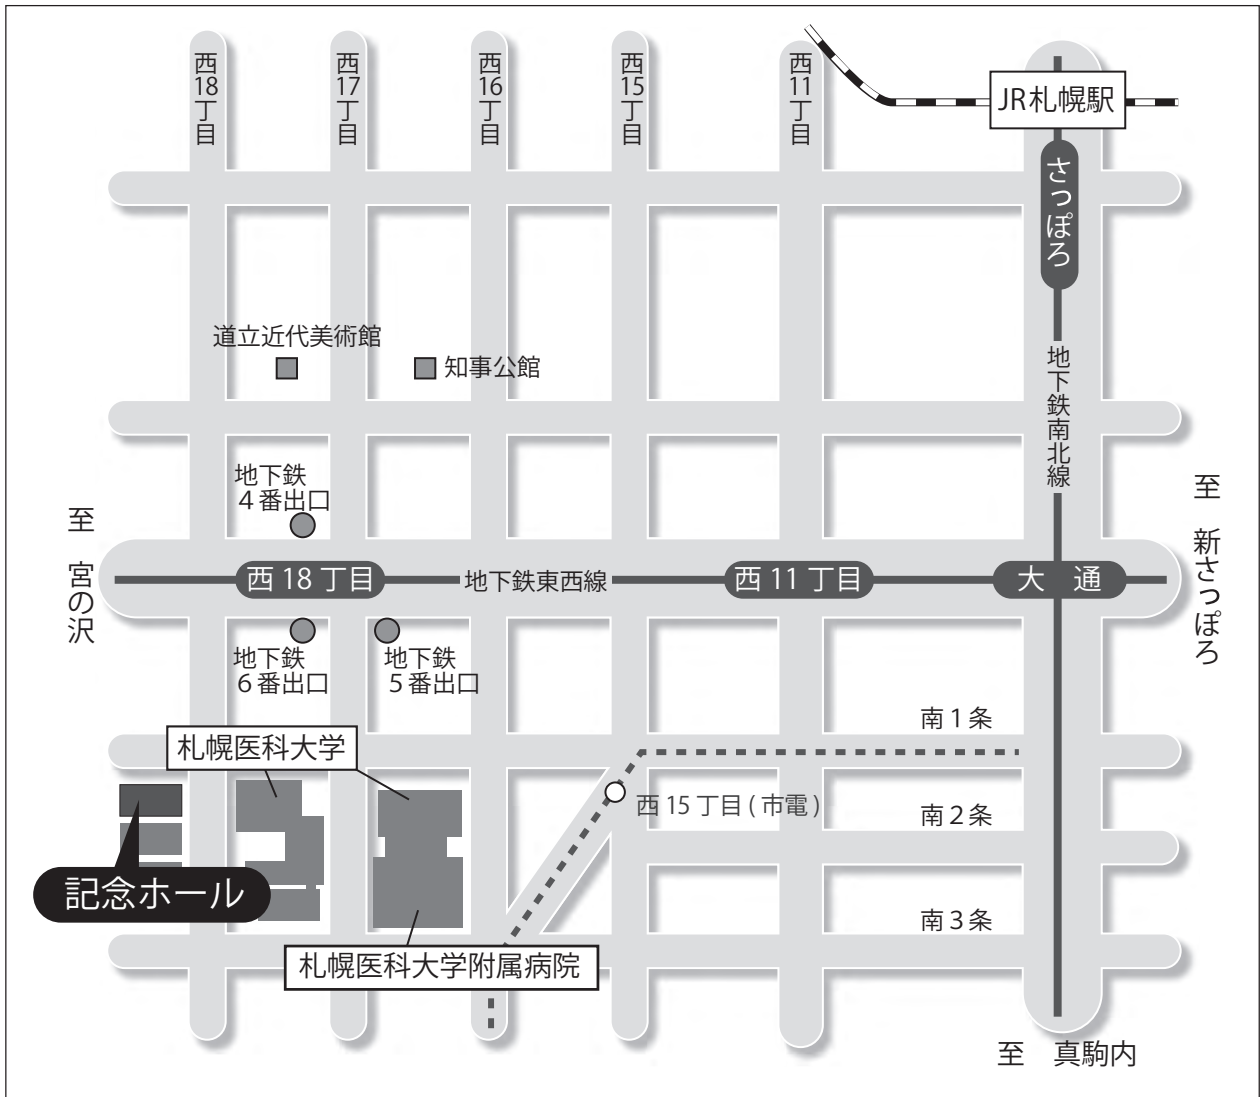 西18丁目
西17丁目
西16丁目
西15丁目
西11丁目
JR札幌駅
さっぽろ
道立近代美術館
知事公館
地下鉄南北線
地下鉄
4番出口
至 宮の沢
至 新さっぽろ
西18丁目
地下鉄東西線
西11丁目
大通
地下鉄
6番出口
地下鉄
5番出口
南1条
札幌医科大学
西15丁目(市電)
南2条
記念ホール
南3条
札幌医科大学附属病院
至 真駒内